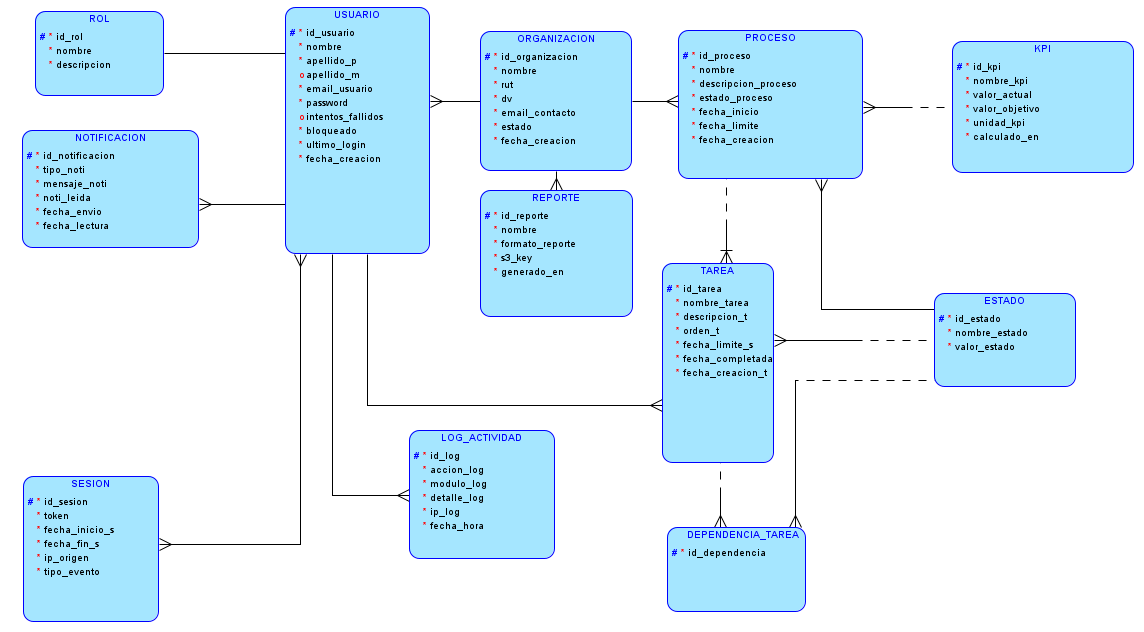 ROL
# * id_rol
* nombre
* descripcion
USUARIO
# * id_usuario
* nombre
* apellido_p
o apellido_m
* email_usuario
* password
o intentos_fallidos
* bloqueado
* ultimo_login
* fecha_creacion
ORGANIZACION
# * id_organizacion
* nombre
* rut
* dv
* email_contacto
* estado
* fecha_creacion
PROCESO
# * id_proceso
* nombre
* descripcion_proceso
* estado_proceso
* fecha_inicio
* fecha_limite
* fecha_creacion
KPI
# * id_kpi
* nombre_kpi
* valor_actual
* valor_objetivo
* unidad_kpi
* calculado_en
NOTIFICACION
# * id_notificacion
* tipo_noti
* mensaje_noti
* noti_leida
* fecha_envio
* fecha_lectura
REPORTE
# * id_reporte
* nombre
* formato_reporte
* s3_key
* generado_en
TAREA
# * id_tarea
* nombre_tarea
* descripcion_t
* orden_t
* fecha_limite_s
* fecha_completada
* fecha_creacion_t
ESTADO
# * id_estado
* nombre_estado
* valor_estado
LOG_ACTIVIDAD
# * id_log
* accion_log
* modulo_log
* detalle_log
* ip_log
* fecha_hora
SESION
# * id_sesion
* token
* fecha_inicio_s
* fecha_fin_s
* ip_origen
* tipo_evento
DEPENDENCIA_TAREA
# * id_dependencia